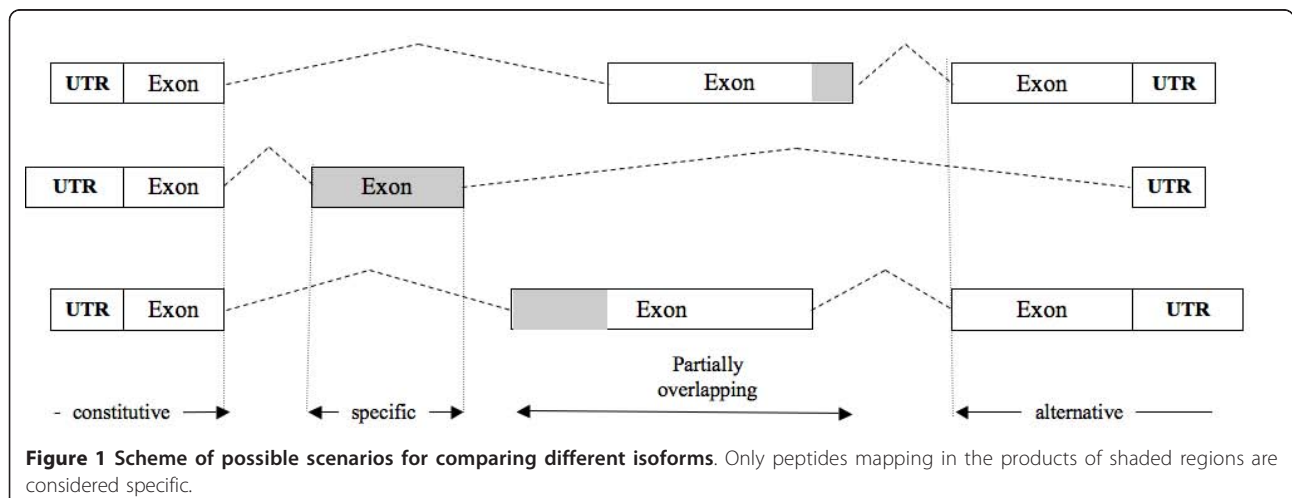 UTR Exon Exon Exon UTR
UTR Exon Exon UTR
UTR Exon Exon Exon UTR
Partially
overlapping
- constitutive specific alternative
Figure 1 Scheme of possible scenarios for comparing different isoforms. Only peptides mapping in the products of shaded regions are
considered specific.